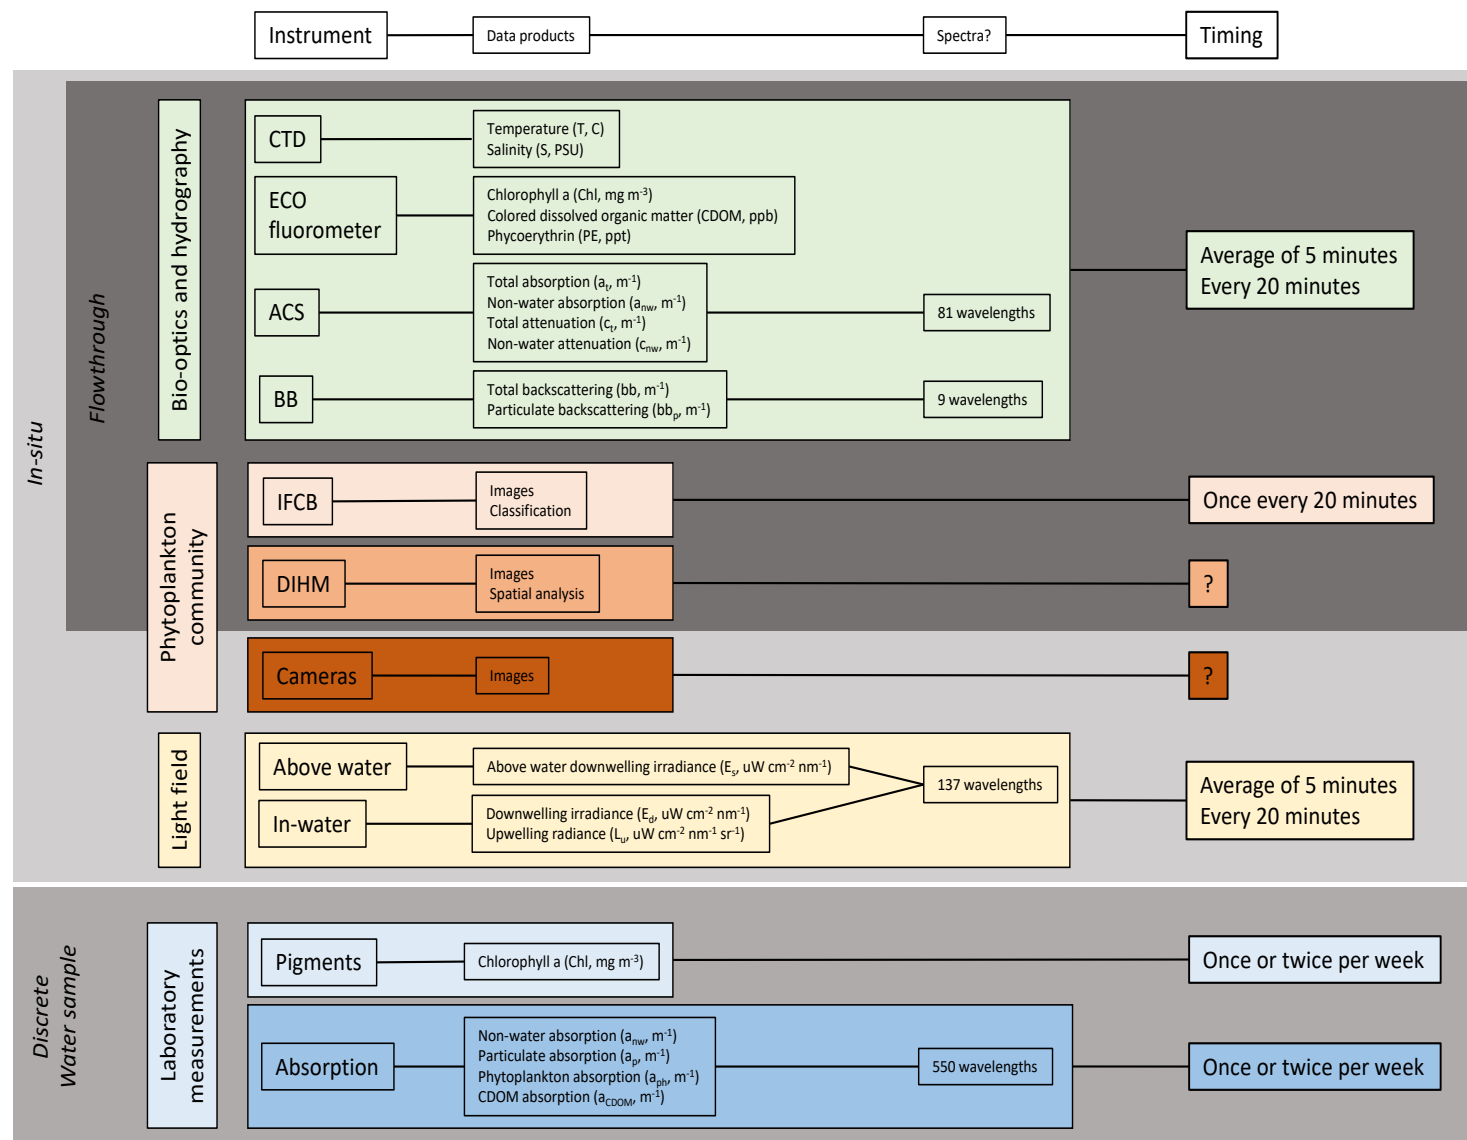 Instrument
Data products
Spectra?
Timing
In-situ
Flowthrough
Bio-optics and hydrography
CTD
Temperature (T, C)
Salinity (S, PSU)
ECO
fluorometer
Chlorophyll a (Chl, mg m⁻³)
Colored dissolved organic matter (CDOM, ppb)
Phycoerythrin (PE, ppt)
ACS
Total absorption (aₜ, m⁻¹)
Non-water absorption (a_nw, m⁻¹)
Total attenuation (cₜ, m⁻¹)
Non-water attenuation (c_nw, m⁻¹)
81 wavelengths
BB
Total backscattering (bb, m⁻¹)
Particulate backscattering (bbₚ, m⁻¹)
9 wavelengths
Average of 5 minutes
Every 20 minutes
Phytoplankton
community
IFCB
Images
Classification
Once every 20 minutes
DIHM
Images
Spatial analysis
?
Cameras
Images
?
Light field
Above water
Above water downwelling irradiance (Eₛ, uW cm⁻² nm⁻¹)
In-water
Downwelling irradiance (E_d, uW cm⁻² nm⁻¹)
Upwelling radiance (Lᵤ, uW cm⁻² nm⁻¹ sr⁻¹)
137 wavelengths
Average of 5 minutes
Every 20 minutes
Discrete
Water sample
Laboratory
measurements
Pigments
Chlorophyll a (Chl, mg m⁻³)
Once or twice per week
Absorption
Non-water absorption (a_nw, m⁻¹)
Particulate absorption (aₚ, m⁻¹)
Phytoplankton absorption (a_ph, m⁻¹)
CDOM absorption (a_CDOM, m⁻¹)
550 wavelengths
Once or twice per week